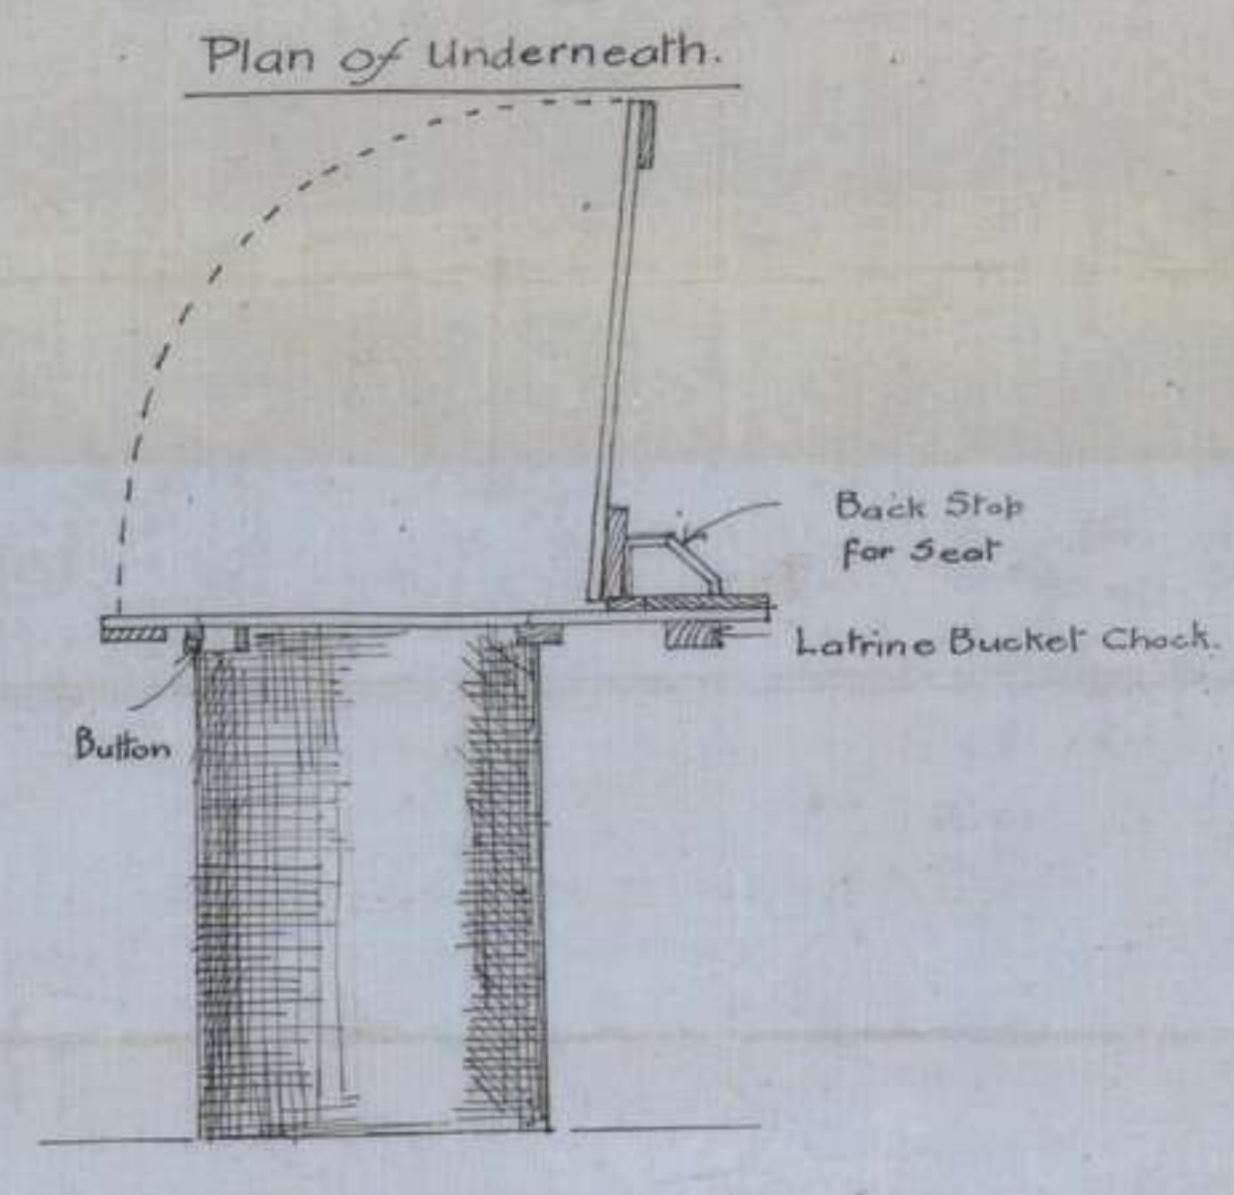 Plan of Underneath.
Back Stop
for Seat
Latrine Bucket Chock.
Button